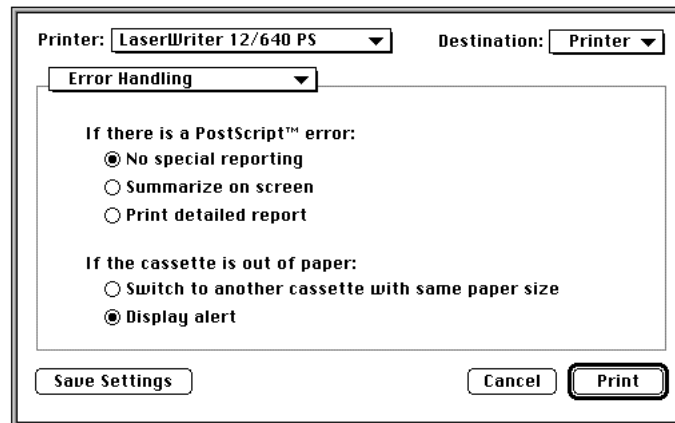 Printer: LaserWriter 12/640 PS Destination: Printer
Error Handling
If there is a PostScript™ error:
No special reporting
Summarize on screen
Print detailed report
If the cassette is out of paper:
Switch to another cassette with same paper size
Display alert
Save Settings Cancel Print